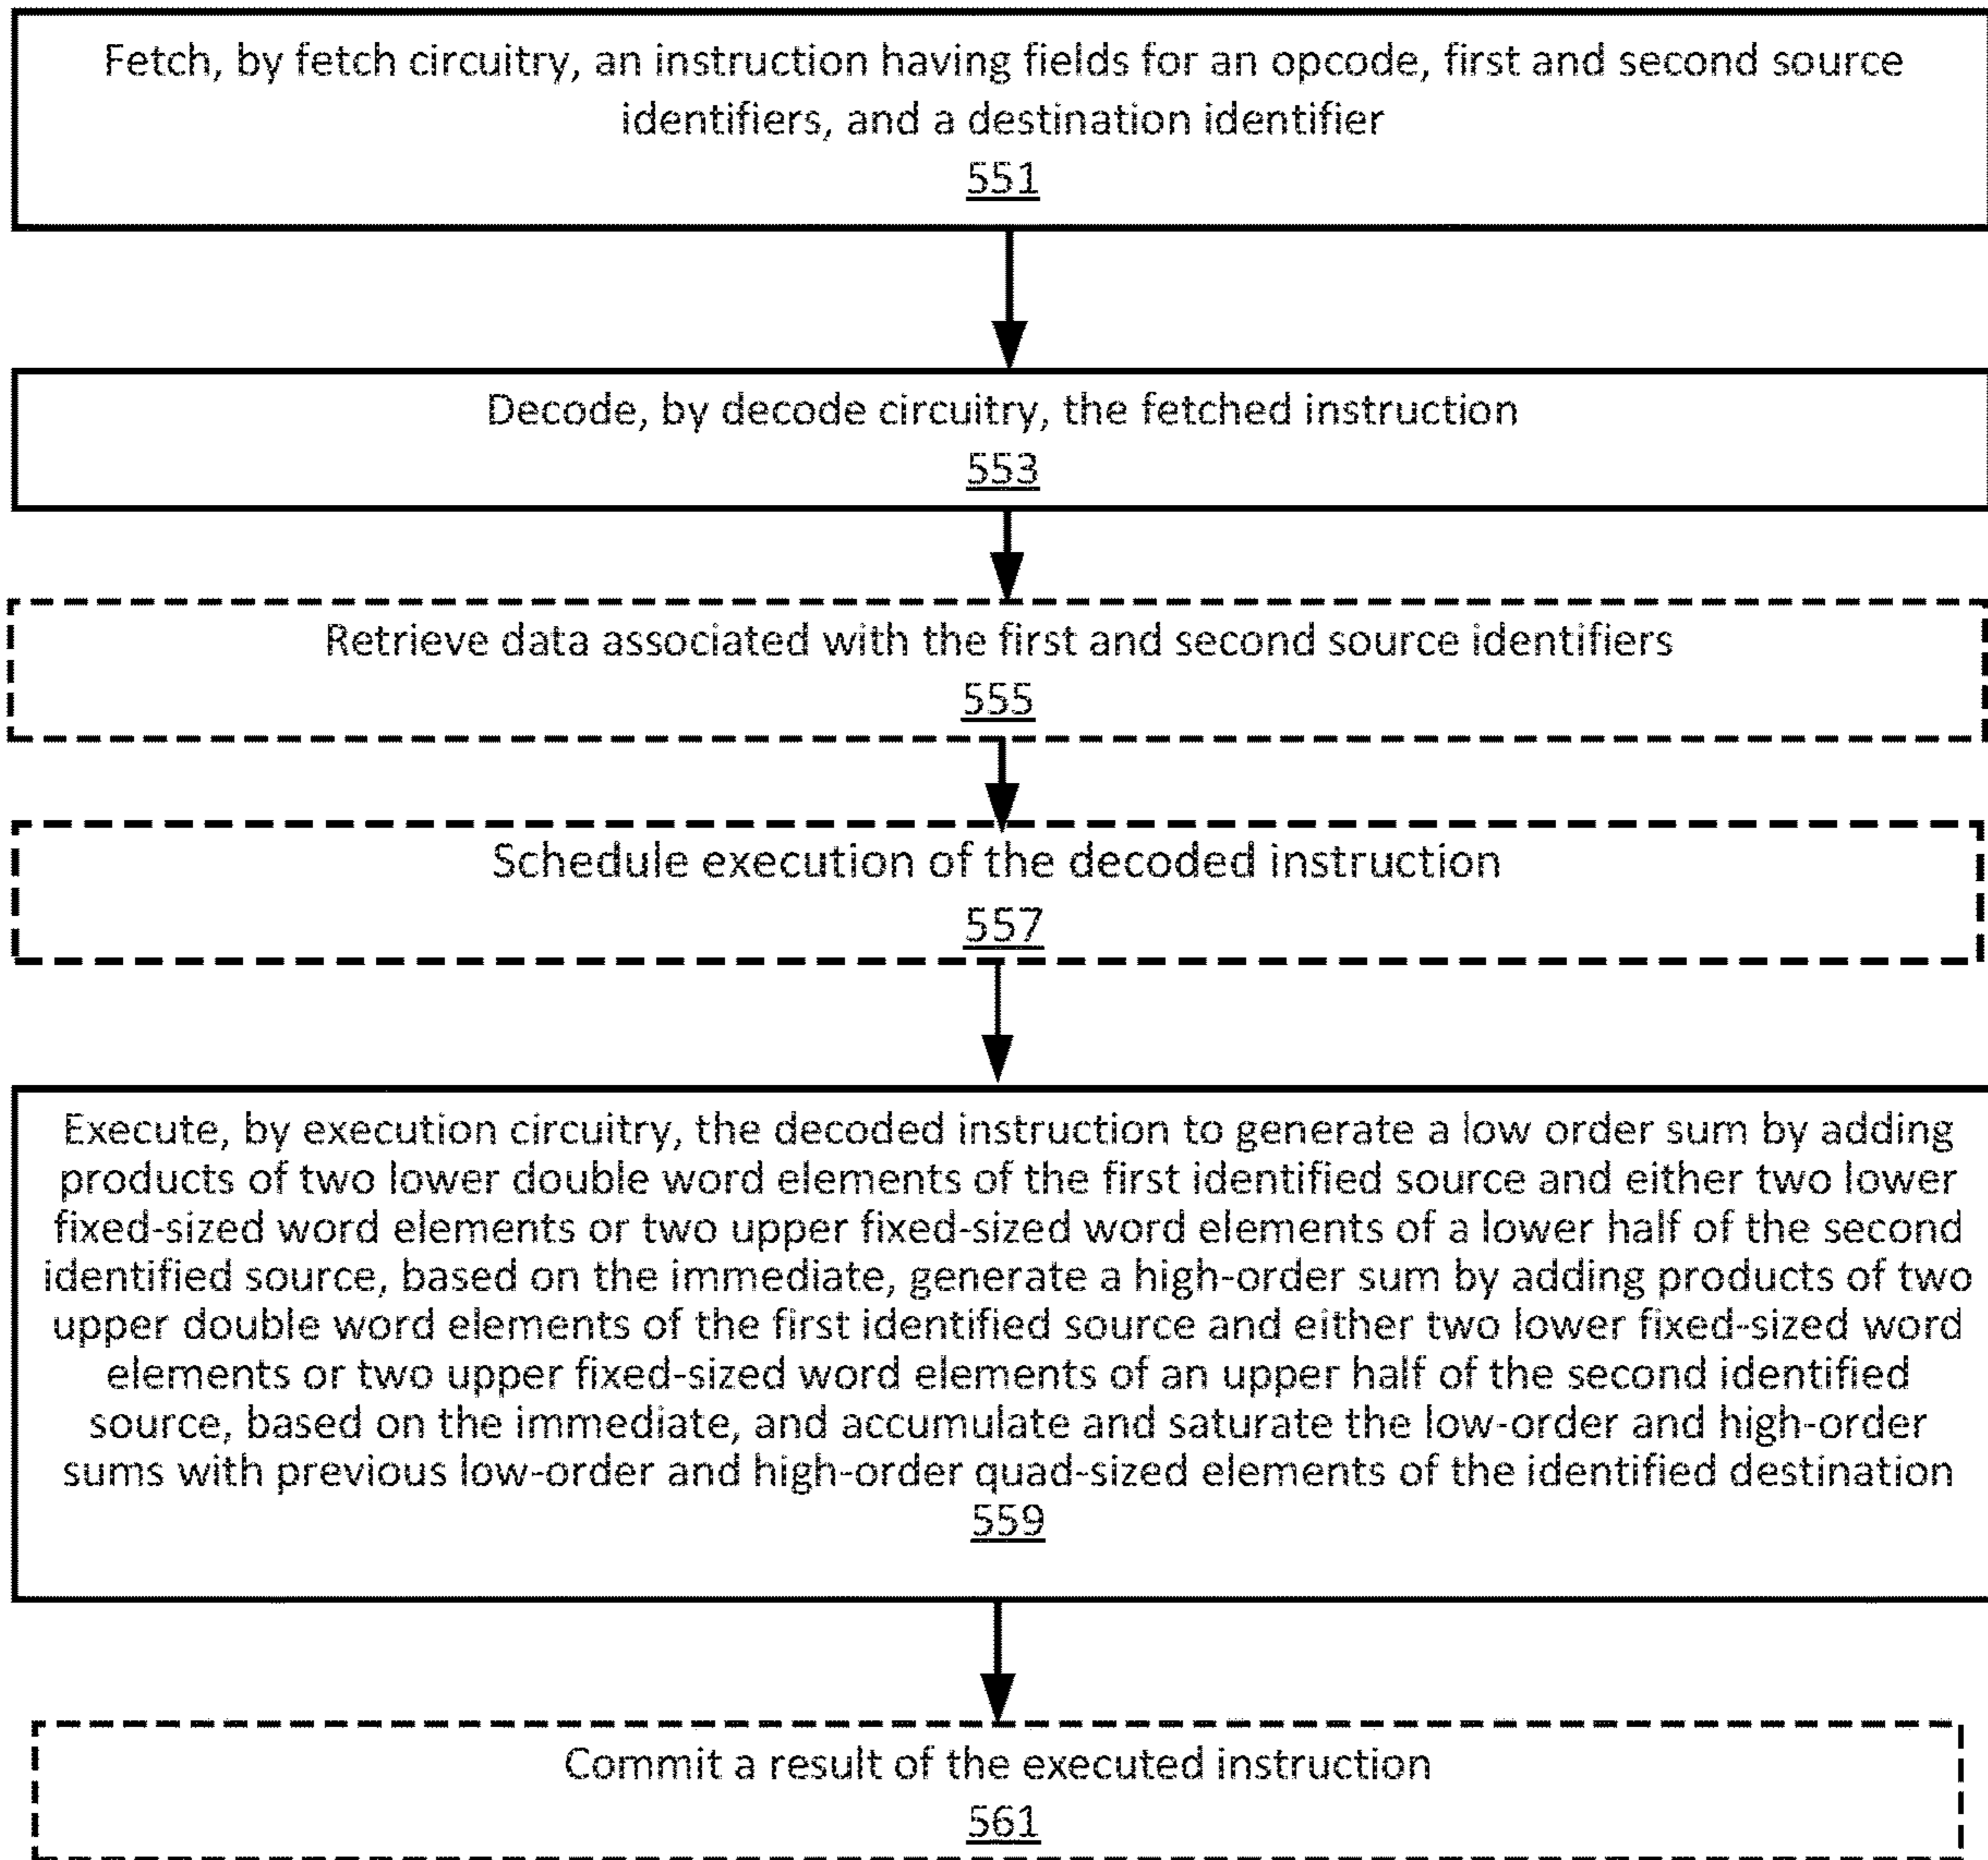 Fetch, by fetch circuitry, an instruction having fields for an opcode, first and second source
identifiers, and a destination identifier
551
Decode, by decode circuitry, the fetched instruction
553
Retrieve data associated with the first and second source identifiers
555
Schedule execution of the decoded instruction
557
Execute, by execution circuitry, the decoded instruction to generate a low order sum by adding
products of two lower double word elements of the first identified source and either two lower
fixed-sized word elements or two upper fixed-sized word elements of a lower half of the second
identified source, based on the immediate, generate a high-order sum by adding products of two
upper double word elements of the first identified source and either two lower fixed-sized word
elements or two upper fixed-sized word elements of an upper half of the second identified
source, based on the immediate, and accumulate and saturate the low-order and high-order
sums with previous low-order and high-order quad-sized elements of the identified destination
559
Commit a result of the executed instruction
561